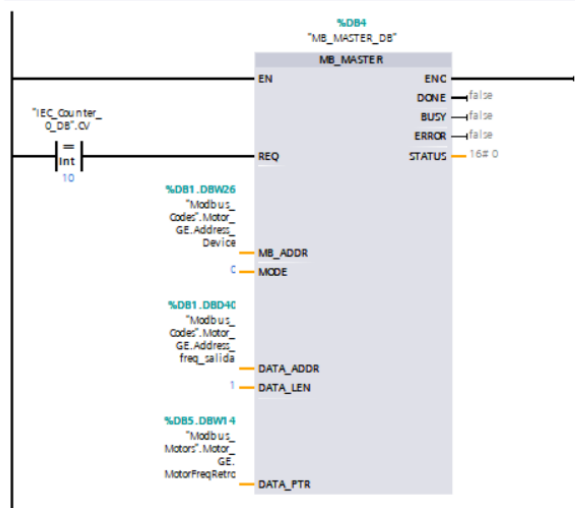 %DB4
"MB_MASTER_DB"
MB_MASTER
EN
ENO
DONE
false
BUSY
false
ERROR
false
"IEC_Counter_
0_DB".CV
==
Int
10
REQ
STATUS
16#0
%DB1.DBW26
"Modbus_
Codes".Motor_
GE.Address_
Device
MB_ADDR
0
MODE
%DB1.DBD40
"Modbus_
Codes".Motor_
GE.Address_
freq_salida
DATA_ADDR
1
DATA_LEN
%DB5.DBW14
"Modbus_
Motors".Motor_
GE.
MotorFreqRetro
DATA_PTR